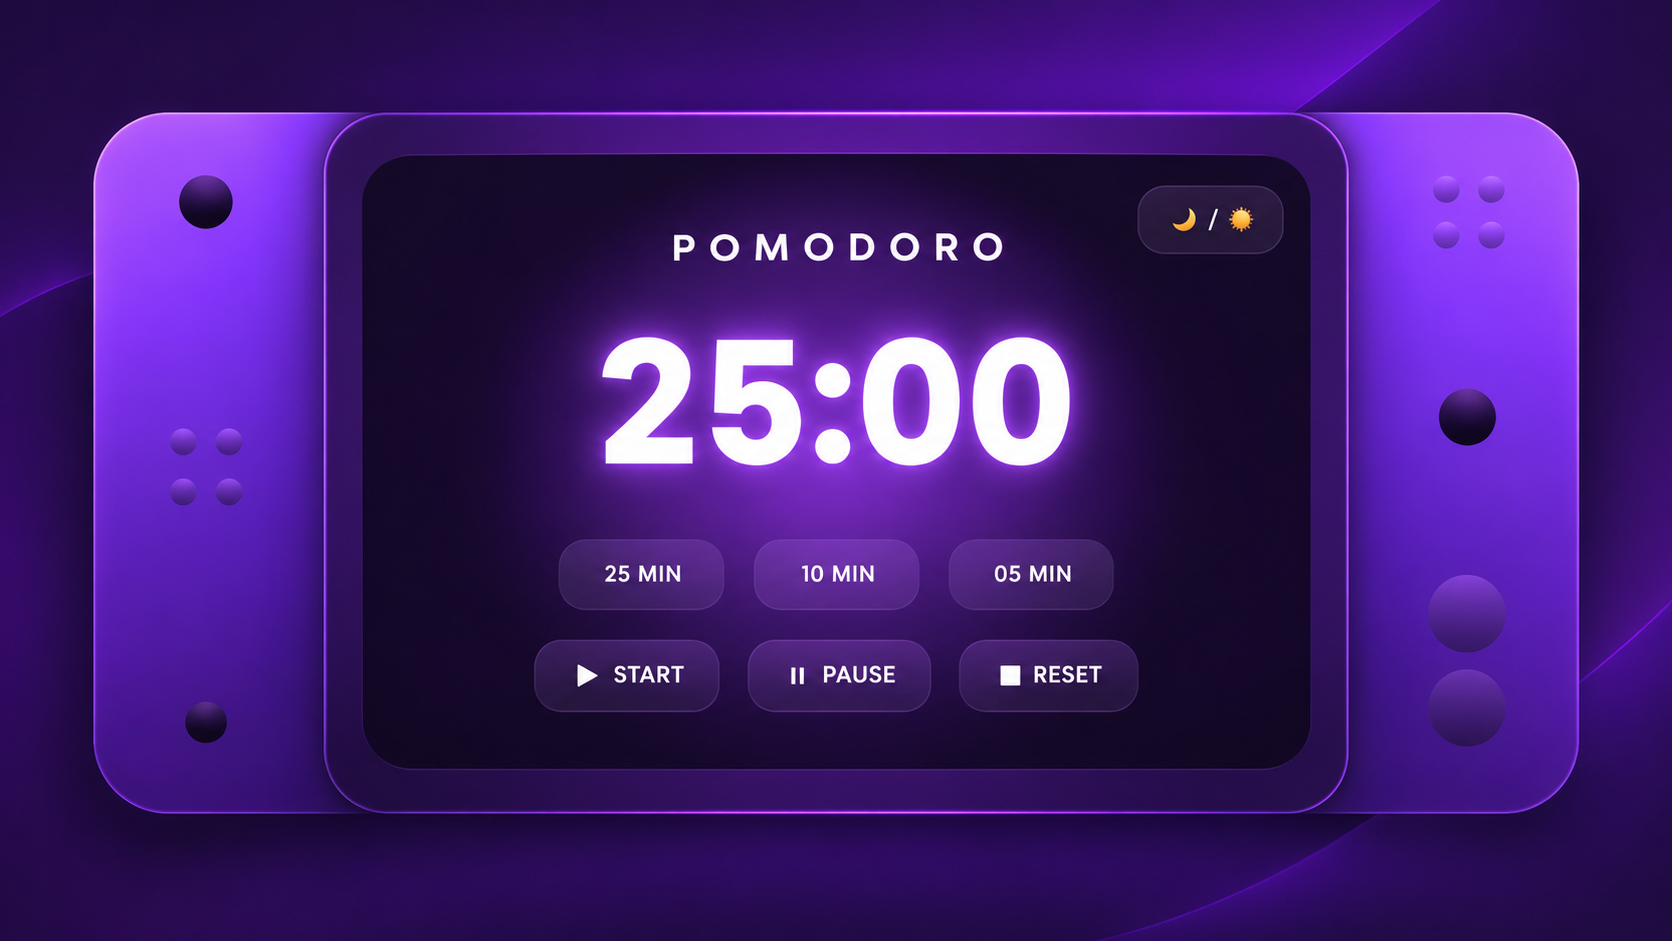 🌙 / ☀️
POMODORO
25:00
25 MIN 10 MIN 05 MIN
START PAUSE RESET